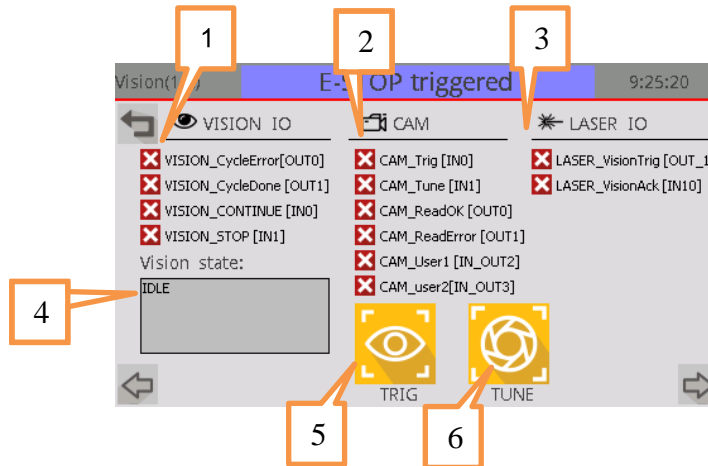 1
2
3
Vision(1
E-S
OP triggered
9:25:20
VISION IO
CAM
LASER IO
VISION_CycleError[OUT0]
CAM_Trig [IN0]
LASER_VisionTrig [OUT_1
VISION_CycleDone [OUT1]
CAM_Tune [IN1]
LASER_VisionAck [IN10]
VISION_CONTINUE [IN0]
CAM_ReadOK [OUT0]
VISION_STOP [IN1]
CAM_ReadError [OUT1]
Vision state:
CAM_User1 [IN_OUT2]
IDLE
CAM_user2[IN_OUT3]
4
TRIG
TUNE
5
6